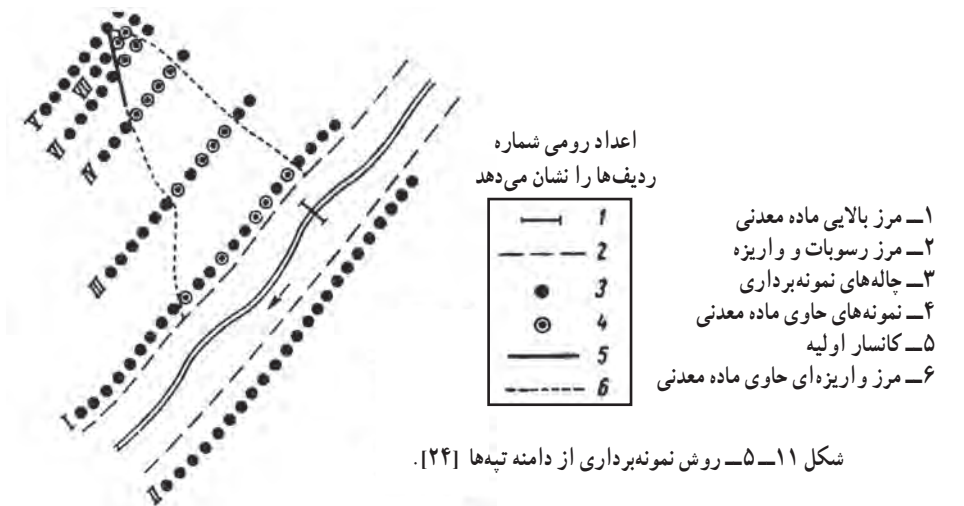 V
VI
VII
IV
III
I
II
اعداد رومی شماره
ردیف‌ها را نشان می‌دهد
1
2
3
4
5
6
۱ــ مرز بالایی ماده معدنی
۲ــ مرز رسوبات و واریزه
۳ــ چاله‌های نمونه‌برداری
۴ــ نمونه‌های حاوی ماده معدنی
۵ــ کانسار اولیه
۶ــ مرز واریزه‌ای حاوی ماده معدنی
شکل ۱۱ــ۵ــ روش نمونه‌برداری از دامنه تپه‌ها [۲۴].